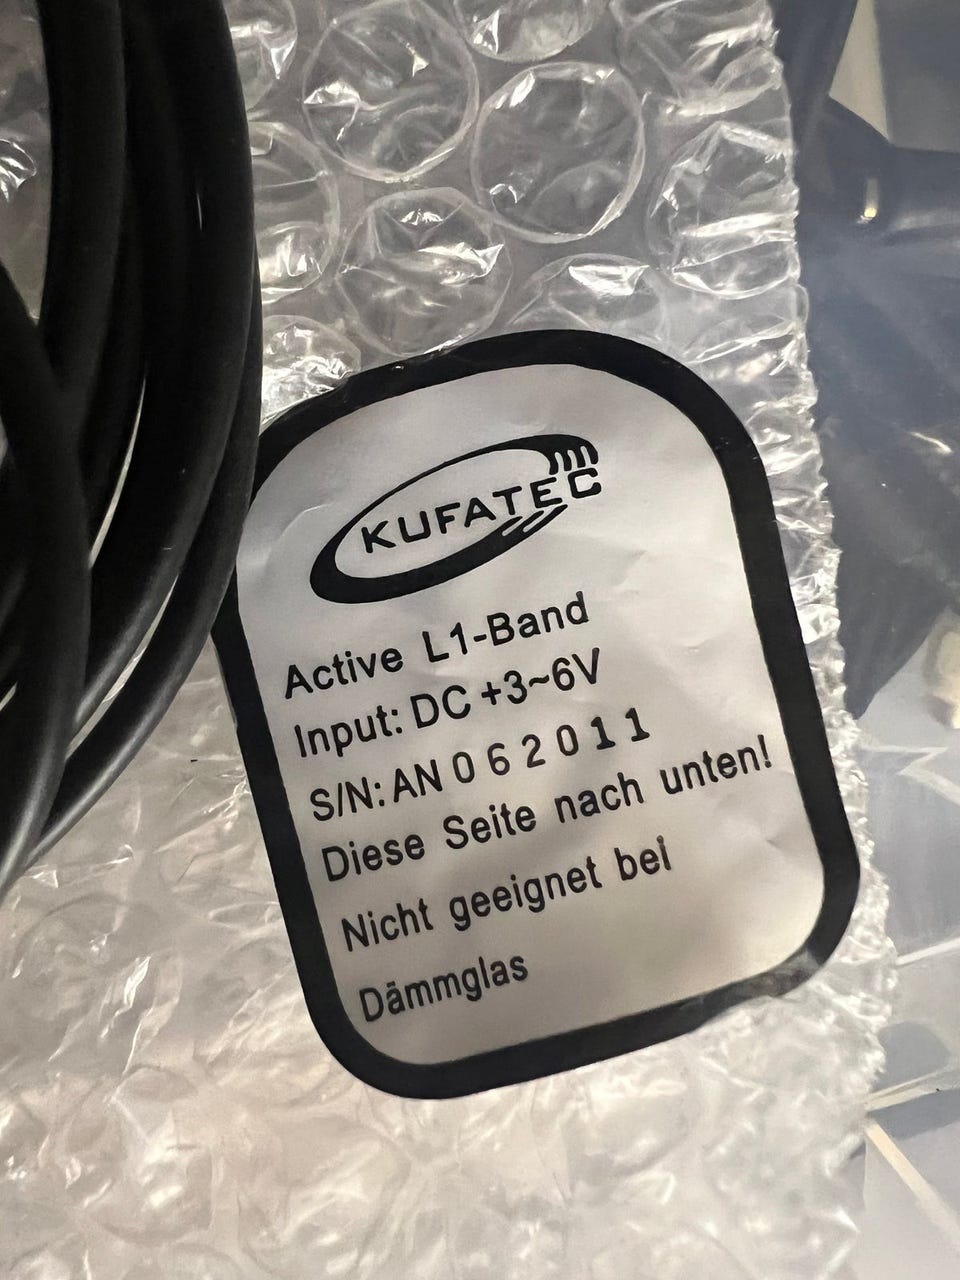 KUFATEC
Active L1-Band
Input: DC +3~6V
S/N: AN 0 6 2 0 1 1
Diese Seite nach unten!
Nicht geeignet bei
Dämmglas